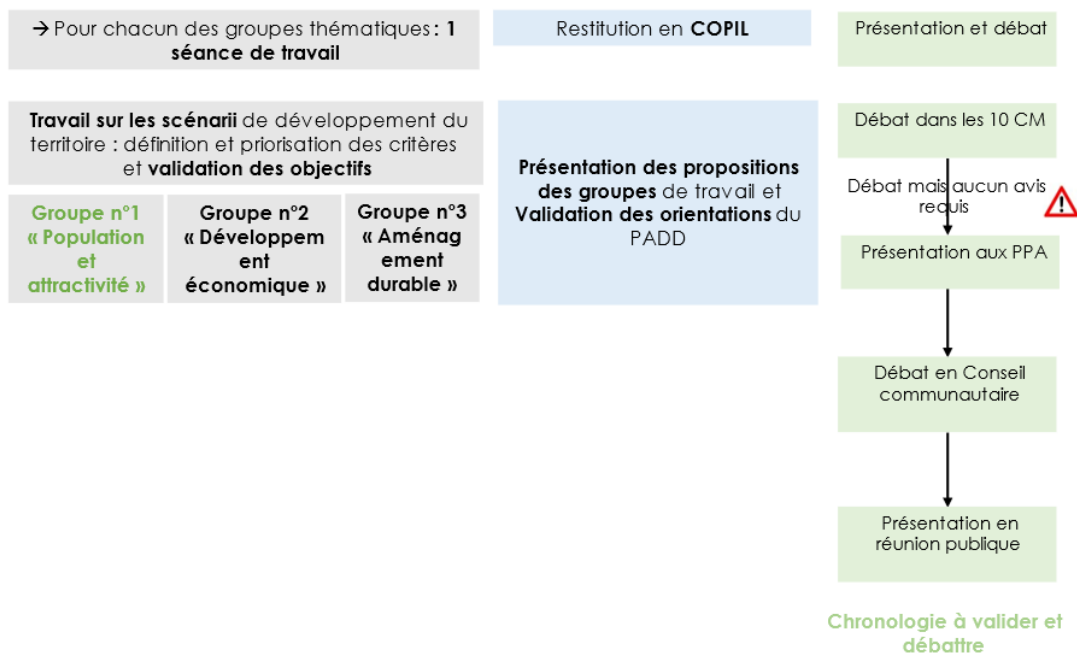 → Pour chacun des groupes thématiques : 1
séance de travail
Travail sur les scénarii de développement du
territoire : définition et priorisation des critères
et validation des objectifs
Groupe n°1
« Population
et
attractivité »
Groupe n°2
« Développem
ent
économique »
Groupe n°3
« Aménag
ement
durable »
Restitution en COPIL
Présentation des propositions
des groupes de travail et
Validation des orientations du
PADD
Présentation et débat
Débat dans les 10 CM
Débat mais aucun avis
requis
Présentation aux PPA
Débat en Conseil
communautaire
Présentation en
réunion publique
Chronologie à valider et
débattre